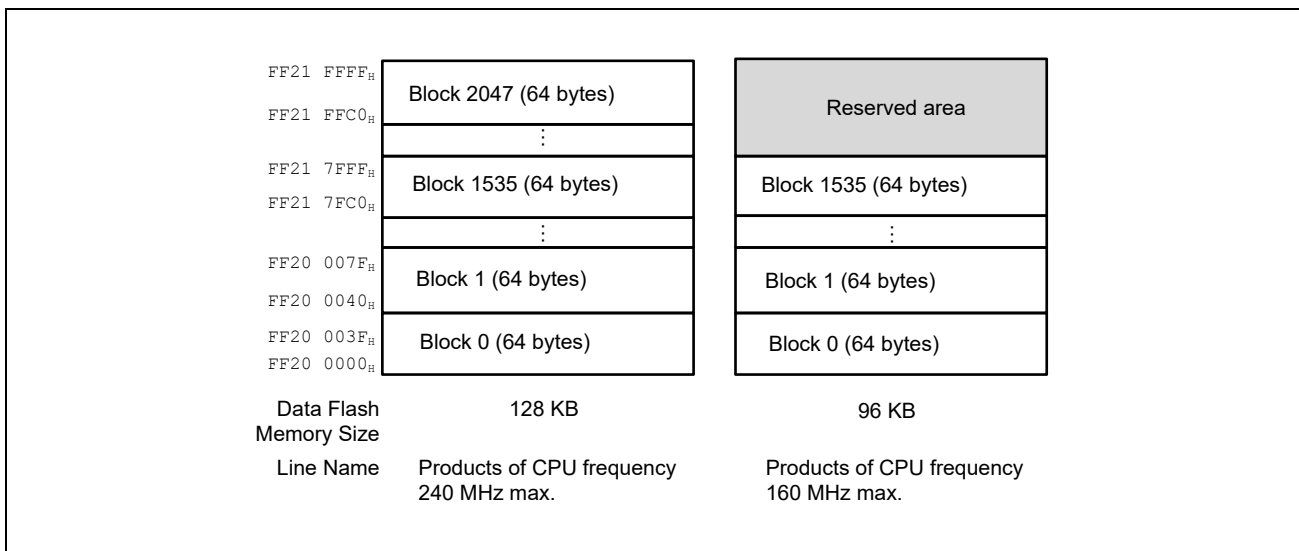 FF21 FFFFH
Block 2047 (64 bytes)
Reserved area
FF21 FFC0H
⋮
FF21 7FFFH
Block 1535 (64 bytes)
Block 1535 (64 bytes)
FF21 7FC0H
⋮
⋮
FF20 007FH
Block 1 (64 bytes)
Block 1 (64 bytes)
FF20 0040H
FF20 003FH
Block 0 (64 bytes)
Block 0 (64 bytes)
FF20 0000H
Data Flash
Memory Size
128 KB
96 KB
Line Name
Products of CPU frequency
240 MHz max.
Products of CPU frequency
160 MHz max.